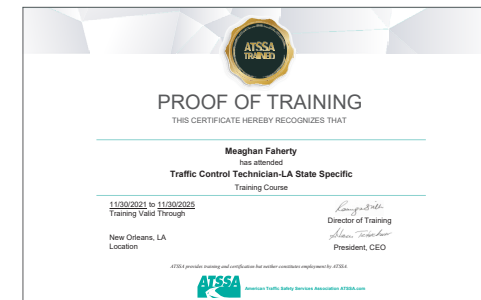 ATSSA
TRAINED
PROOF OF TRAINING
THIS CERTIFICATE HEREBY RECOGNIZES THAT
Meaghan Faherty
has attended
Traffic Control Technician-LA State Specific
Training Course
11/30/2021 to 11/30/2025
Training Valid Through
Director of Training
New Orleans, LA
Location
President, CEO
ATSSA provides training and certification but neither constitutes employment by ATSSA
ATSSA
American Traffic Safety Services Association ATSSA.com